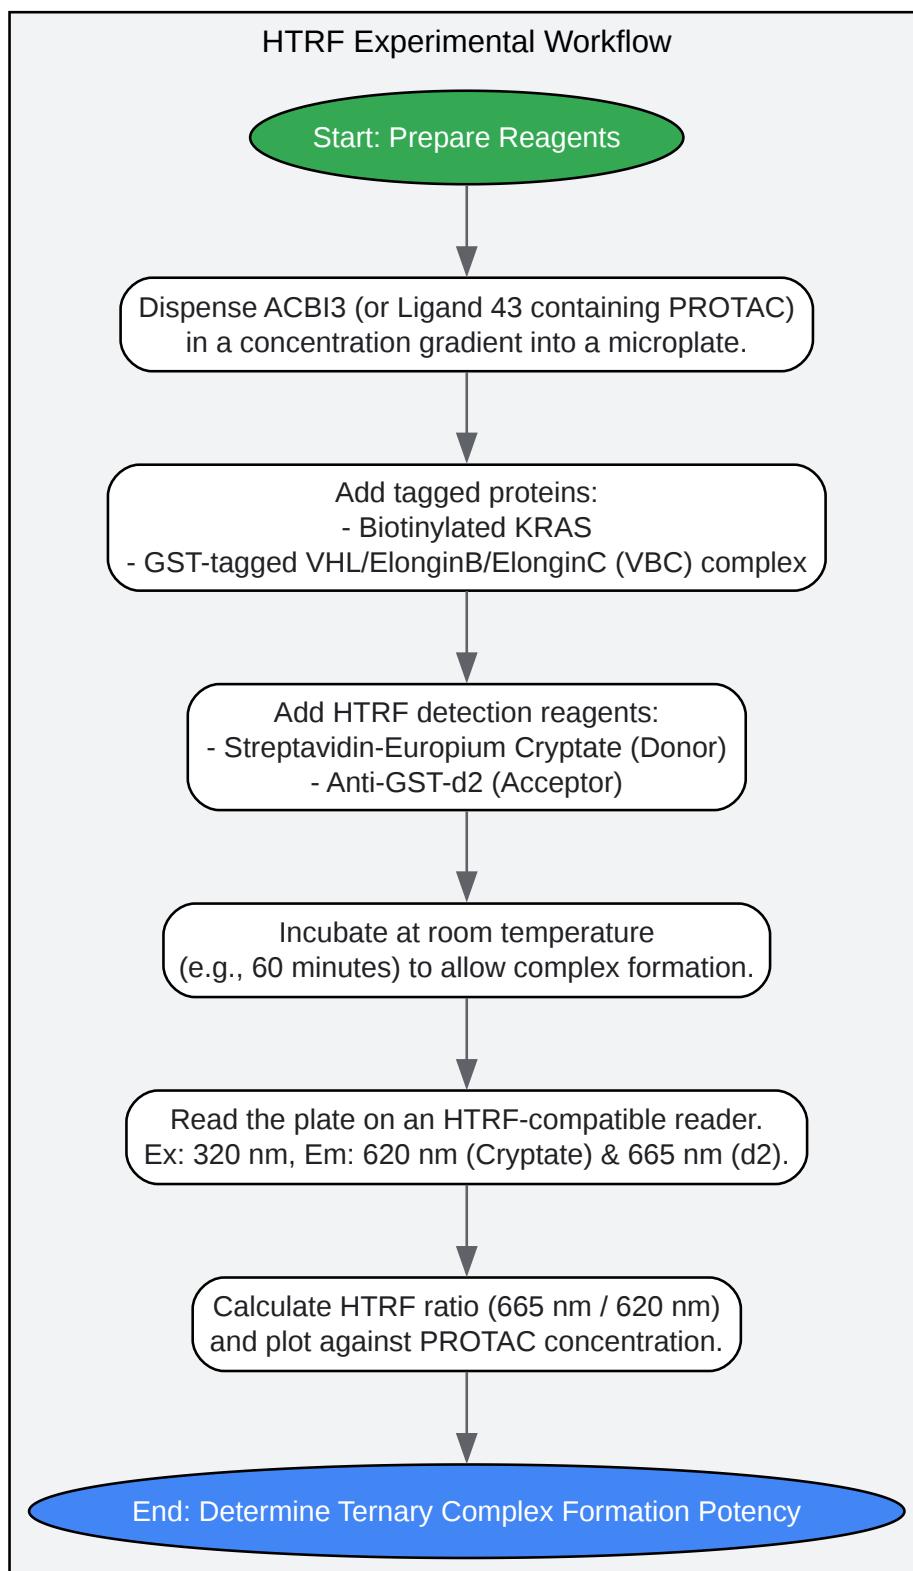 HTRF Experimental Workflow
Start: Prepare Reagents
Dispense ACBI3 (or Ligand 43 containing PROTAC)
in a concentration gradient into a microplate.
Add tagged proteins:
- Biotinylated KRAS
- GST-tagged VHL/ElonginB/ElonginC (VBC) complex
Add HTRF detection reagents:
- Streptavidin-Europium Cryptate (Donor)
- Anti-GST-d2 (Acceptor)
Incubate at room temperature
(e.g., 60 minutes) to allow complex formation.
Read the plate on an HTRF-compatible reader.
Ex: 320 nm, Em: 620 nm (Cryptate) & 665 nm (d2).
Calculate HTRF ratio (665 nm / 620 nm)
and plot against PROTAC concentration.
End: Determine Ternary Complex Formation Potency